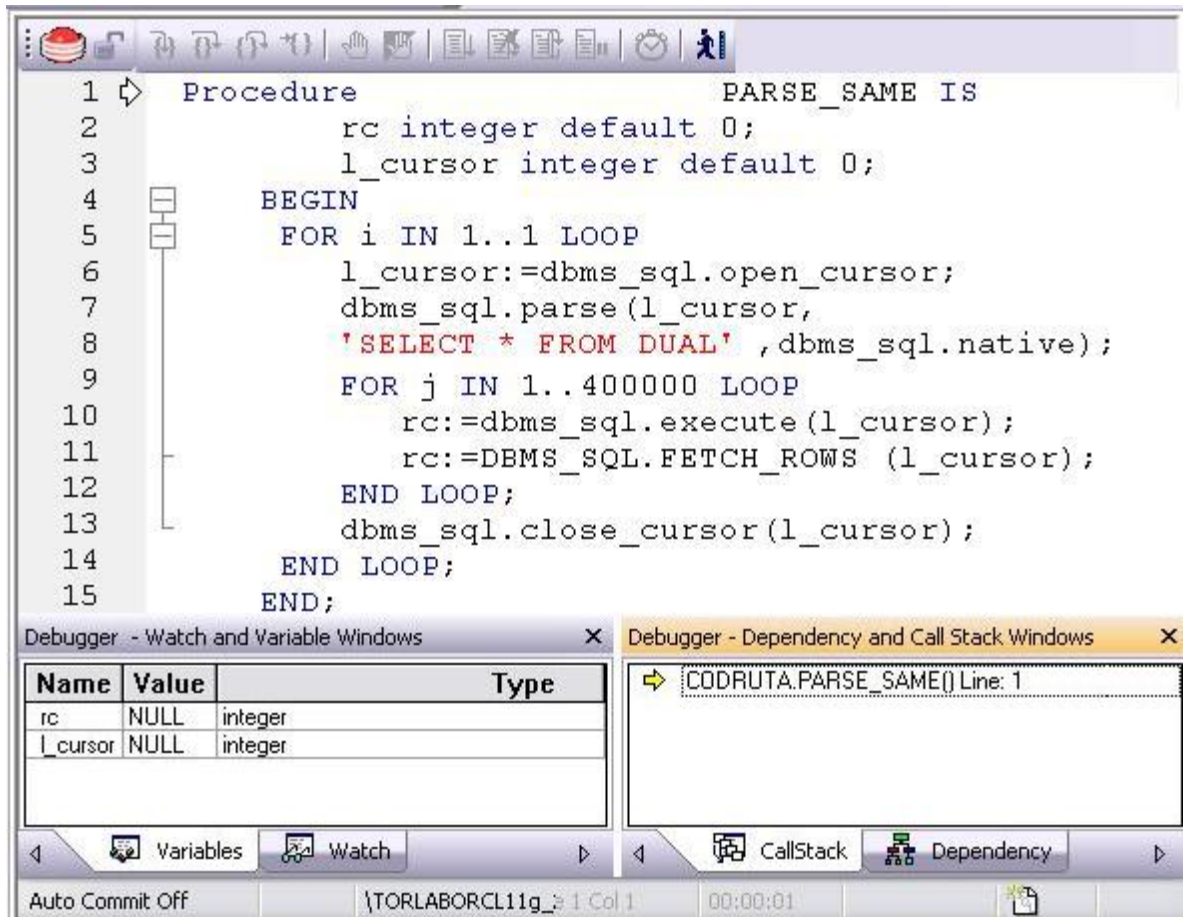 1 Procedure PARSE_SAME IS
2 rc integer default 0;
3 l_cursor integer default 0;
4 BEGIN
5 FOR i IN 1..1 LOOP
6 l_cursor:=dbms_sql.open_cursor;
7 dbms_sql.parse(l_cursor,
8 'SELECT * FROM DUAL' ,dbms_sql.native);
9 FOR j IN 1..400000 LOOP
10 rc:=dbms_sql.execute(l_cursor);
11 rc:=DBMS_SQL.FETCH_ROWS (l_cursor);
12 END LOOP;
13 dbms_sql.close_cursor(l_cursor);
14 END LOOP;
15 END;
Debugger - Watch and Variable Windows
Name Value Type
rc NULL integer
l_cursor NULL integer
Variables Watch
Debugger - Dependency and Call Stack Windows
CODRUTA.PARSE_SAME() Line: 1
CallStack Dependency
Auto Commit Off \TORLABORCL11g_ 1 Col 1 00:00:01